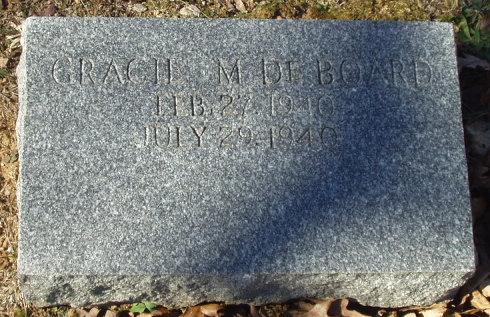 GRACIE M. DE BOARD
FEB. 27, 1940
JULY 29, 1940